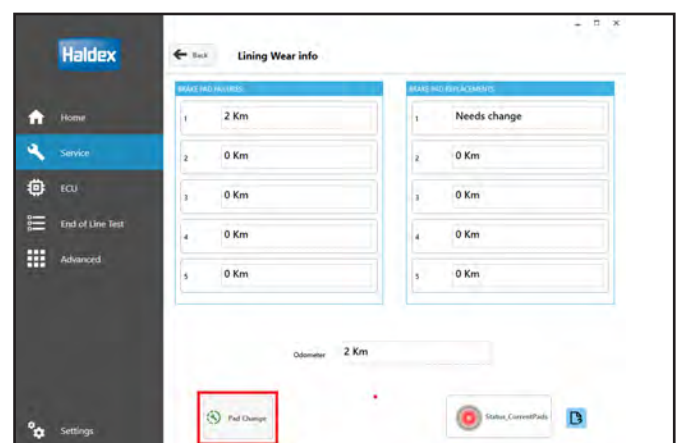 Haldex
Back
Lining Wear info
Home
Service
ECU
End of Line Test
Advanced
Settings
BRAKE PAD FAILURES
1 2 Km
2 0 Km
3 0 Km
4 0 Km
5 0 Km
BRAKE PAD REPLACEMENTS
1 Needs change
2 0 Km
3 0 Km
4 0 Km
5 0 Km
Odometer 2 Km
Pad Change
Status_CurrentPads